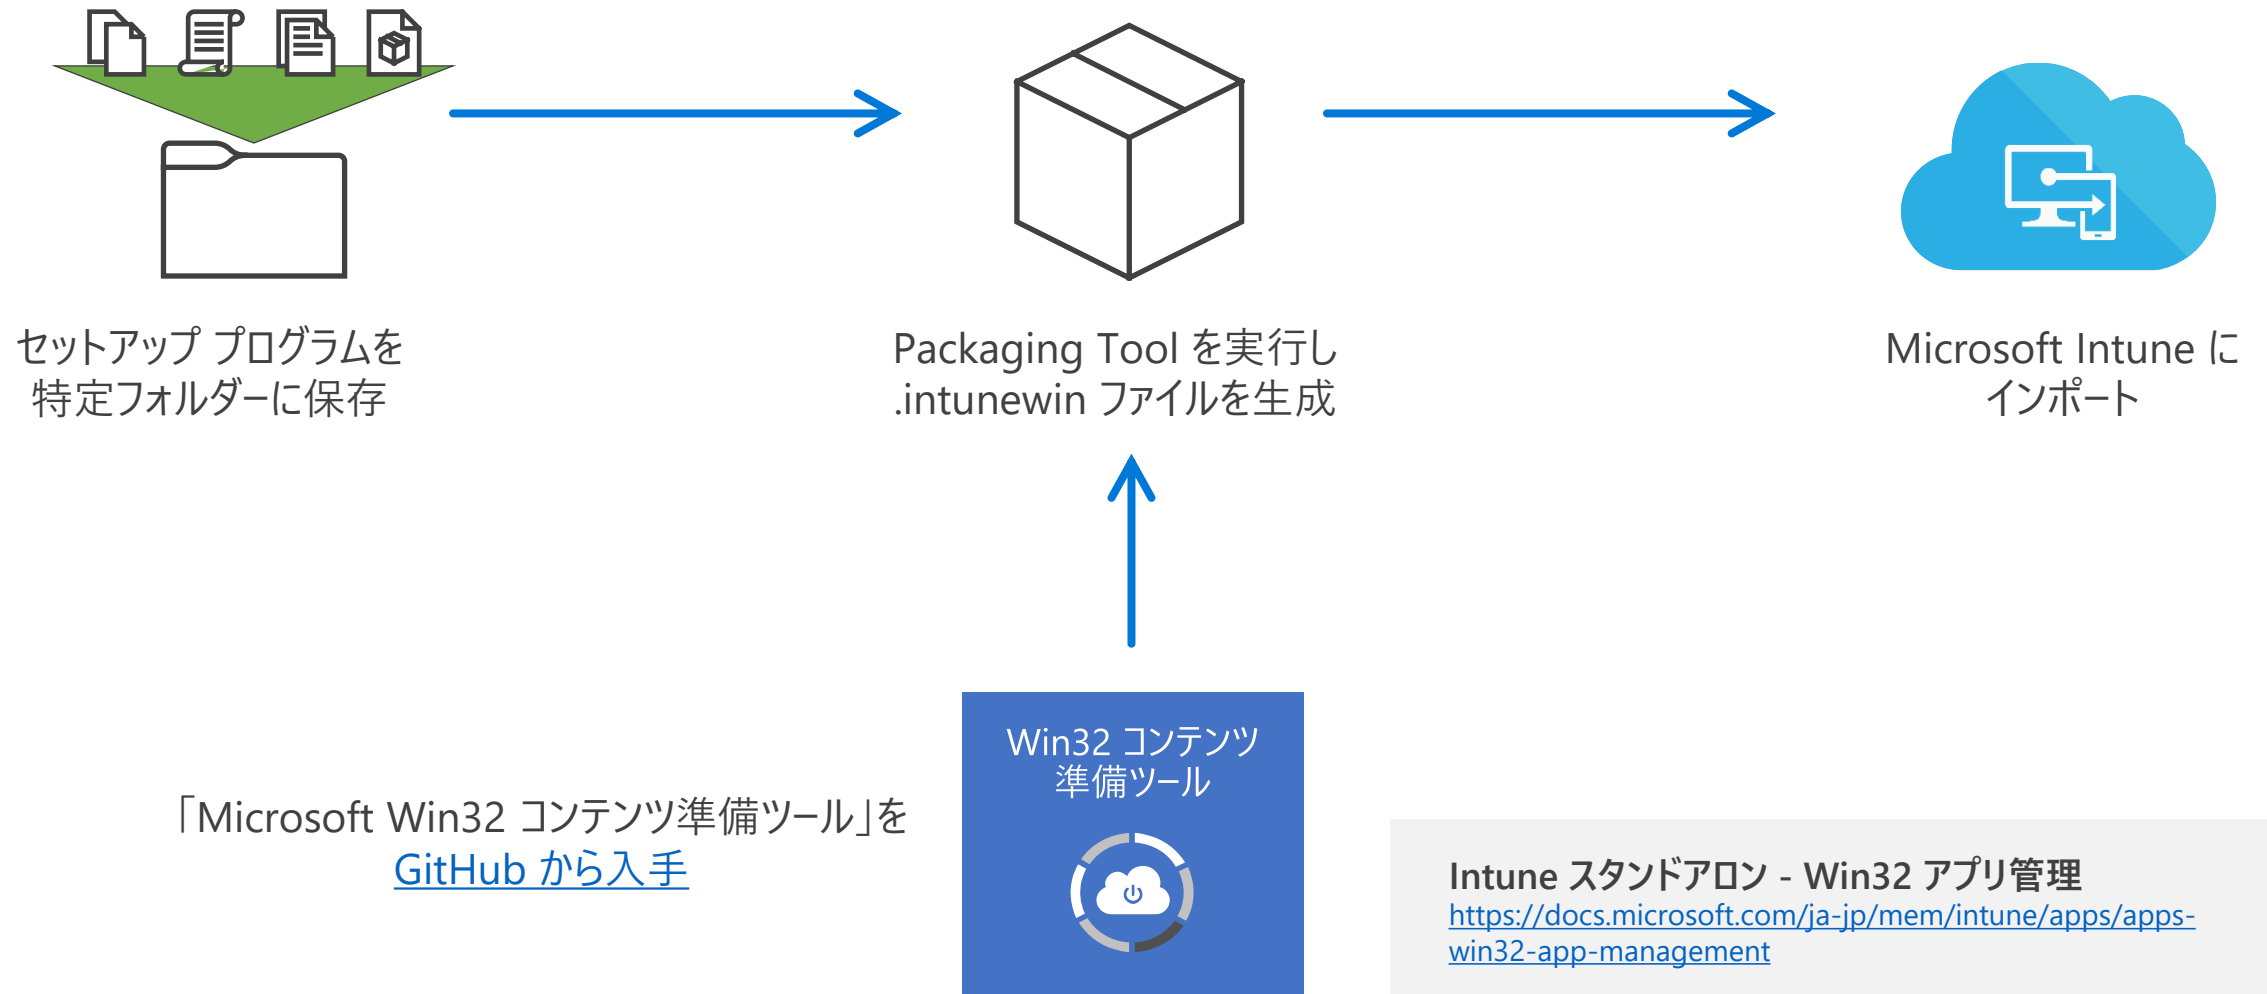 セットアップ プログラムを
特定フォルダーに保存
Packaging Tool を実行し
.intunewin ファイルを生成
Microsoft Intune に
インポート
Win32 コンテンツ
準備ツール
「Microsoft Win32 コンテンツ準備ツール」を
GitHub から入手
Intune スタンドアロン - Win32 アプリ管理
https://docs.microsoft.com/ja-jp/mem/intune/apps/apps-
win32-app-management